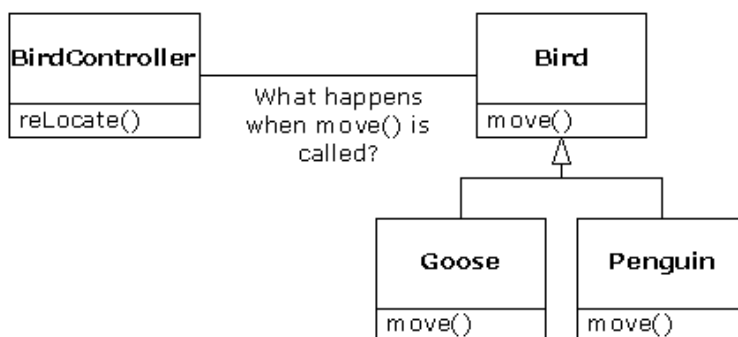 BirdController
reLocate()
What happens
when move() is
called?
Bird
move()
Goose
move()
Penguin
move()